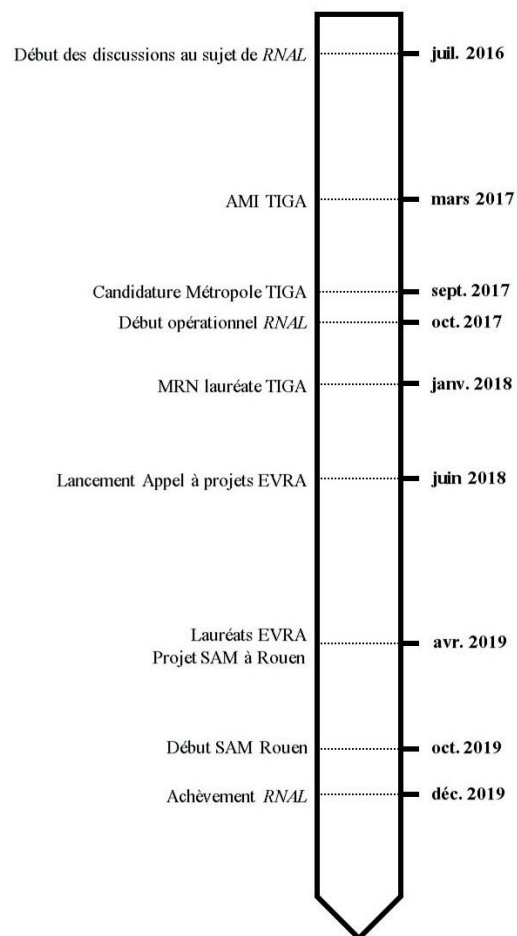 Début des discussions au sujet de RNAL juil. 2016
AMI TIGA mars 2017
Candidature Métropole TIGA sept. 2017
Début opérationnel RNAL oct. 2017
MRN lauréate TIGA janv. 2018
Lancement Appel à projets EVRA juin 2018
Lauréats EVRA
Projet SAM à Rouen avr. 2019
Début SAM Rouen oct. 2019
Achèvement RNAL déc. 2019